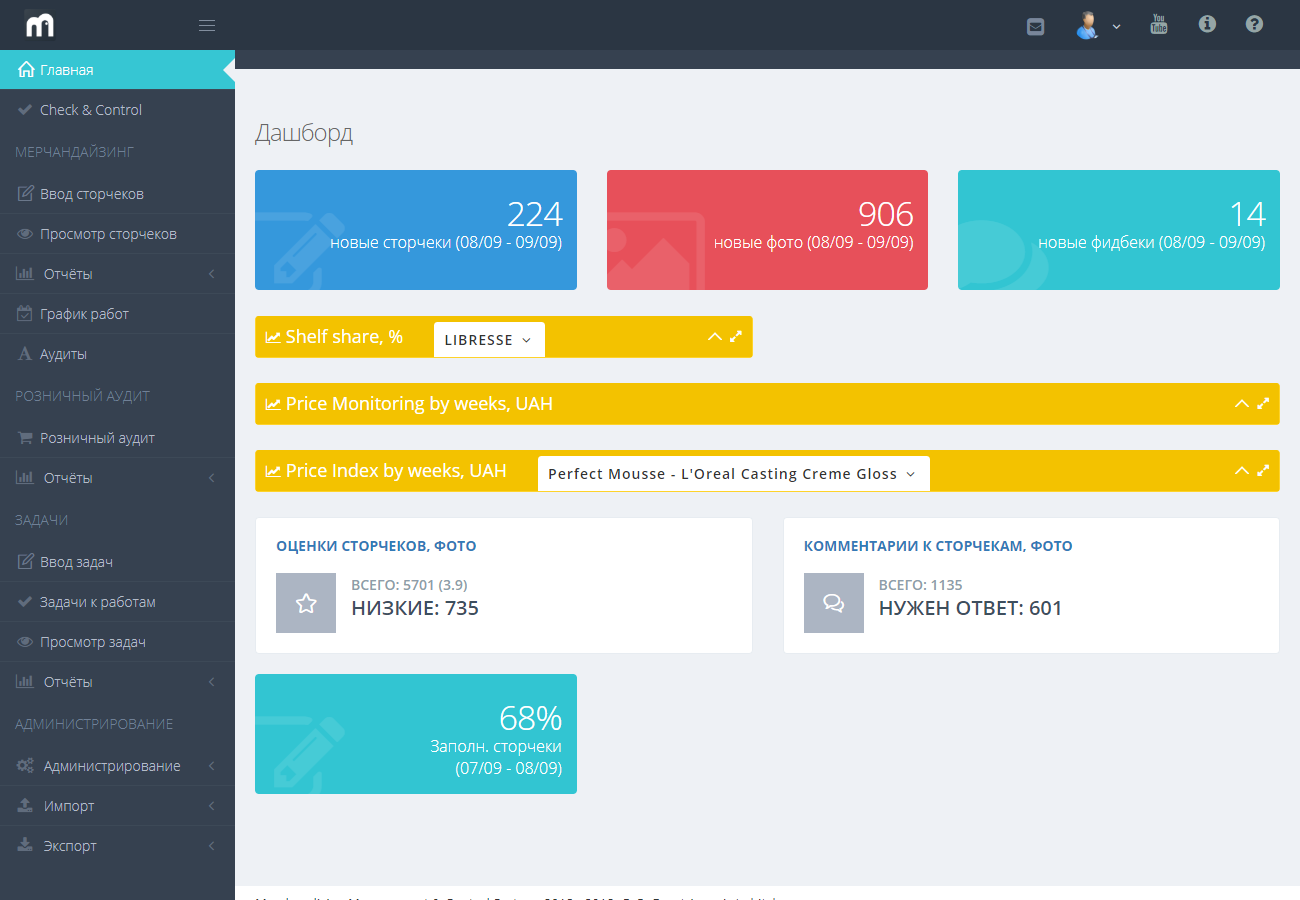 m
You
Tube
Главная
Check & Control
МЕРЧАНДАЙЗИНГ
Ввод сторчеков
Просмотр сторчеков
Отчёты
График работ
Аудиты
РОЗНИЧНЫЙ АУДИТ
Розничный аудит
Отчёты
ЗАДАЧИ
Ввод задач
Задачи к работам
Просмотр задач
Отчёты
АДМИНИСТРИРОВАНИЕ
Администрирование
Импорт
Экспорт
Дашборд
224
новые сторчеки (08/09 - 09/09)
906
новые фото (08/09 - 09/09)
14
новые фидбеки (08/09 - 09/09)
Shelf share, %
LIBRESSE
Price Monitoring by weeks, UAH
Price Index by weeks, UAH
Perfect Mousse - L'Oreal Casting Creme Gloss
ОЦЕНКИ СТОРЧЕКОВ, ФОТО
ВСЕГО: 5701 (3.9)
НИЗКИЕ: 735
КОММЕНТАРИИ К СТОРЧЕКАМ, ФОТО
ВСЕГО: 1135
НУЖЕН ОТВЕТ: 601
68%
Заполн. сторчеки
(07/09 - 08/09)